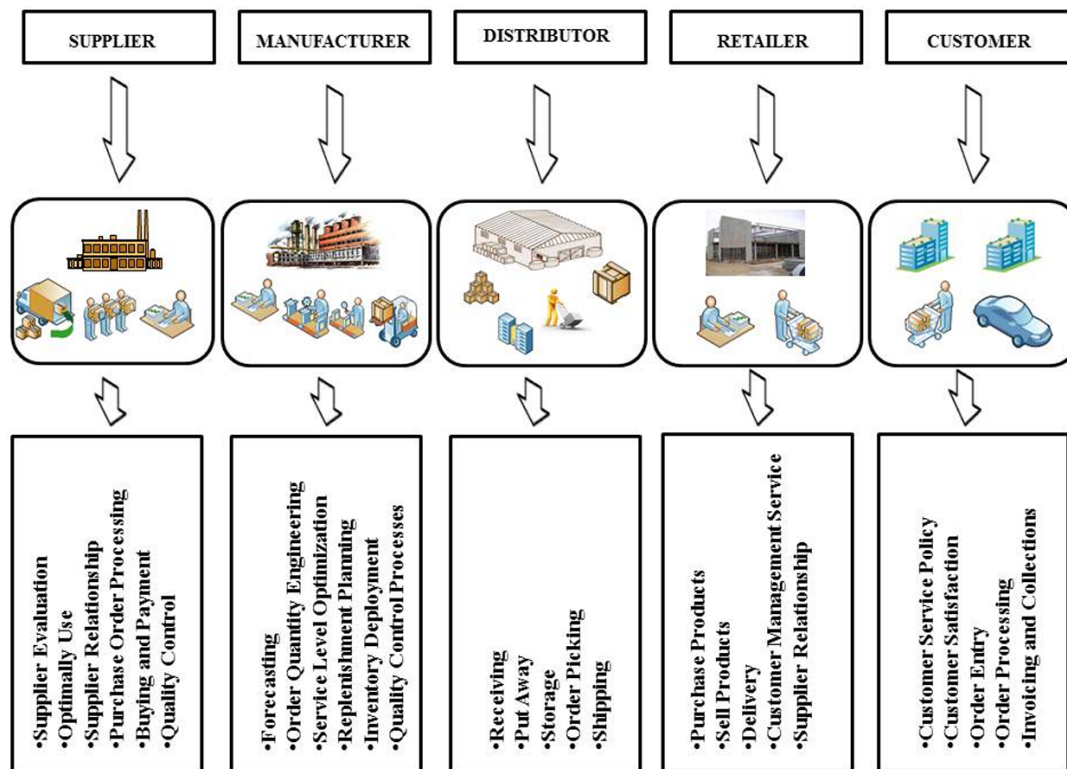 SUPPLIER
MANUFACTURER
DISTRIBUTOR
RETAILER
CUSTOMER
•Supplier Evaluation
•Optimally Use
•Supplier Relationship
•Purchase Order Processing
•Buying and Payment
•Quality Control
•Forecasting
•Order Quantity Engineering
•Service Level Optimization
•Replenishment Planning
•Inventory Deployment
•Quality Control Processes
•Receiving
•Put Away
•Storage
•Order Picking
•Shipping
•Purchase Products
•Sell Products
•Delivery
•Customer Management Service
•Supplier Relationship
•Customer Service Policy
•Customer Satisfaction
•Order Entry
•Order Processing
•Invoicing and Collections